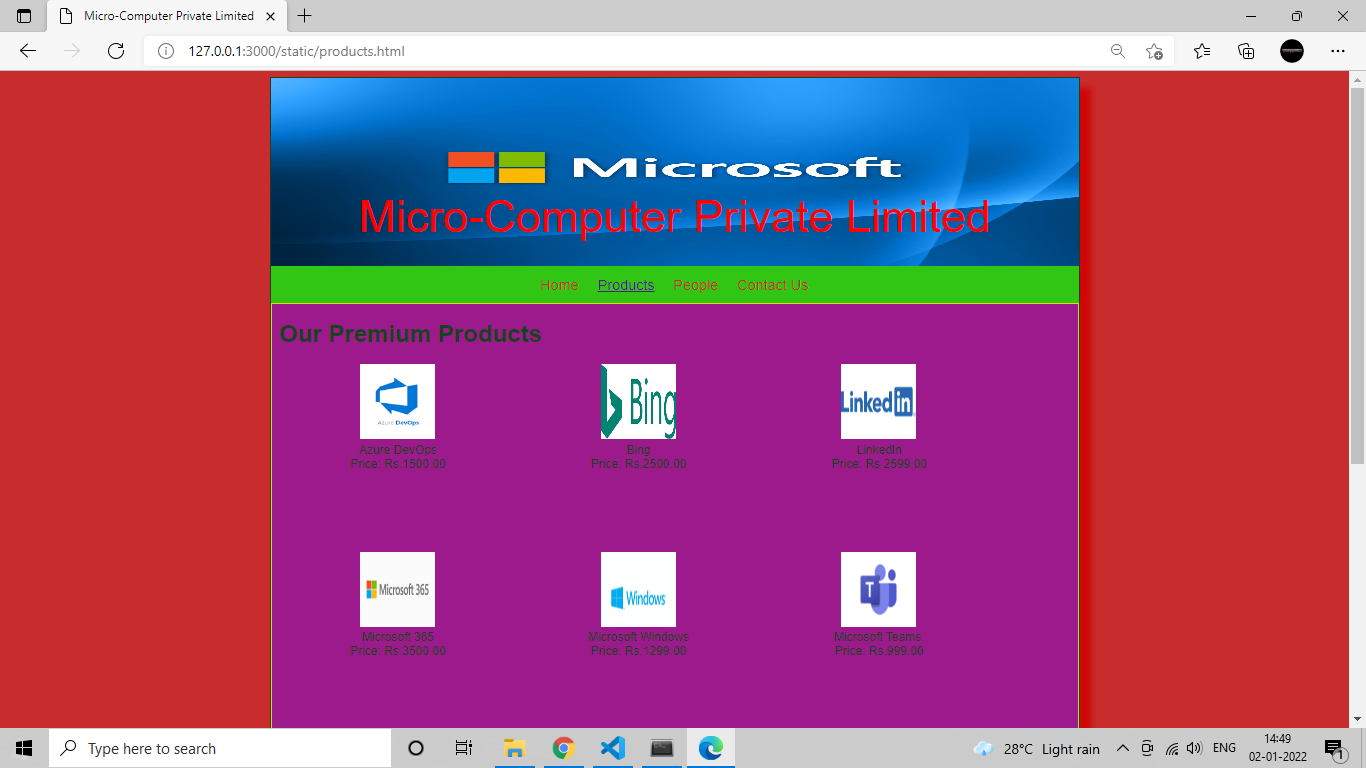 Micro-Computer Private Limited
127.0.0.1:3000/static/products.html
Microsoft
Micro-Computer Private Limited
Home Products People Contact Us
Our Premium Products
Azure DevOps
Bing
Linked in
Azure DevOps
Price: Rs.1500.00
Bing
Price: Rs.2500.00
LinkedIn
Price: Rs.2599.00
Microsoft 365
Windows
T
Microsoft 365
Price: Rs.3500.00
Microsoft Windows
Price: Rs.1299.00
Microsoft Teams.
Price: Rs.999.00
Type here to search
28°C Light rain
ENG
14:49
02-01-2022
1